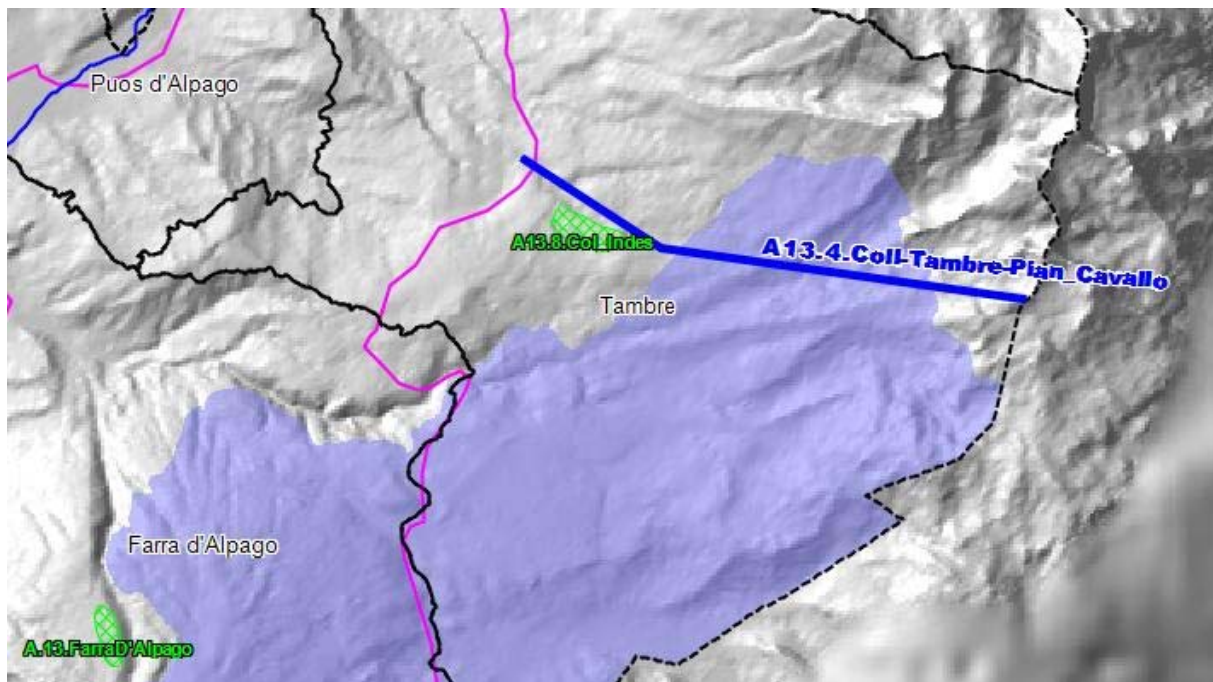 Puos d'Alpago
A13.8.Col_Indes
A13.4.Coll-Tambre-Pian_Cavallo
Tambre
Farra d'Alpago
A.13.FarraD'Alpago